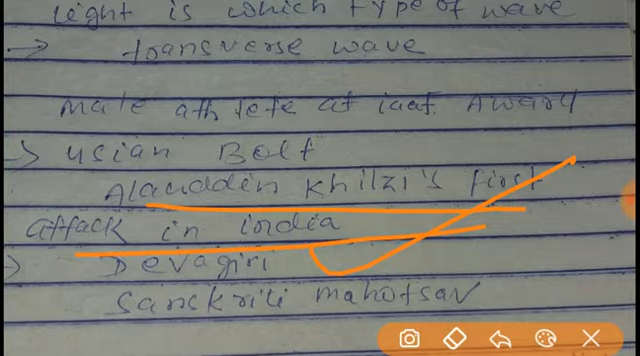 Light is which type of wave
→ transverse wave
Male athlete at iaaf Award
→ usian Bolt
Alauddin Khilzi's first
attack in india
→ Devagiri
Sanskriti mahotsav